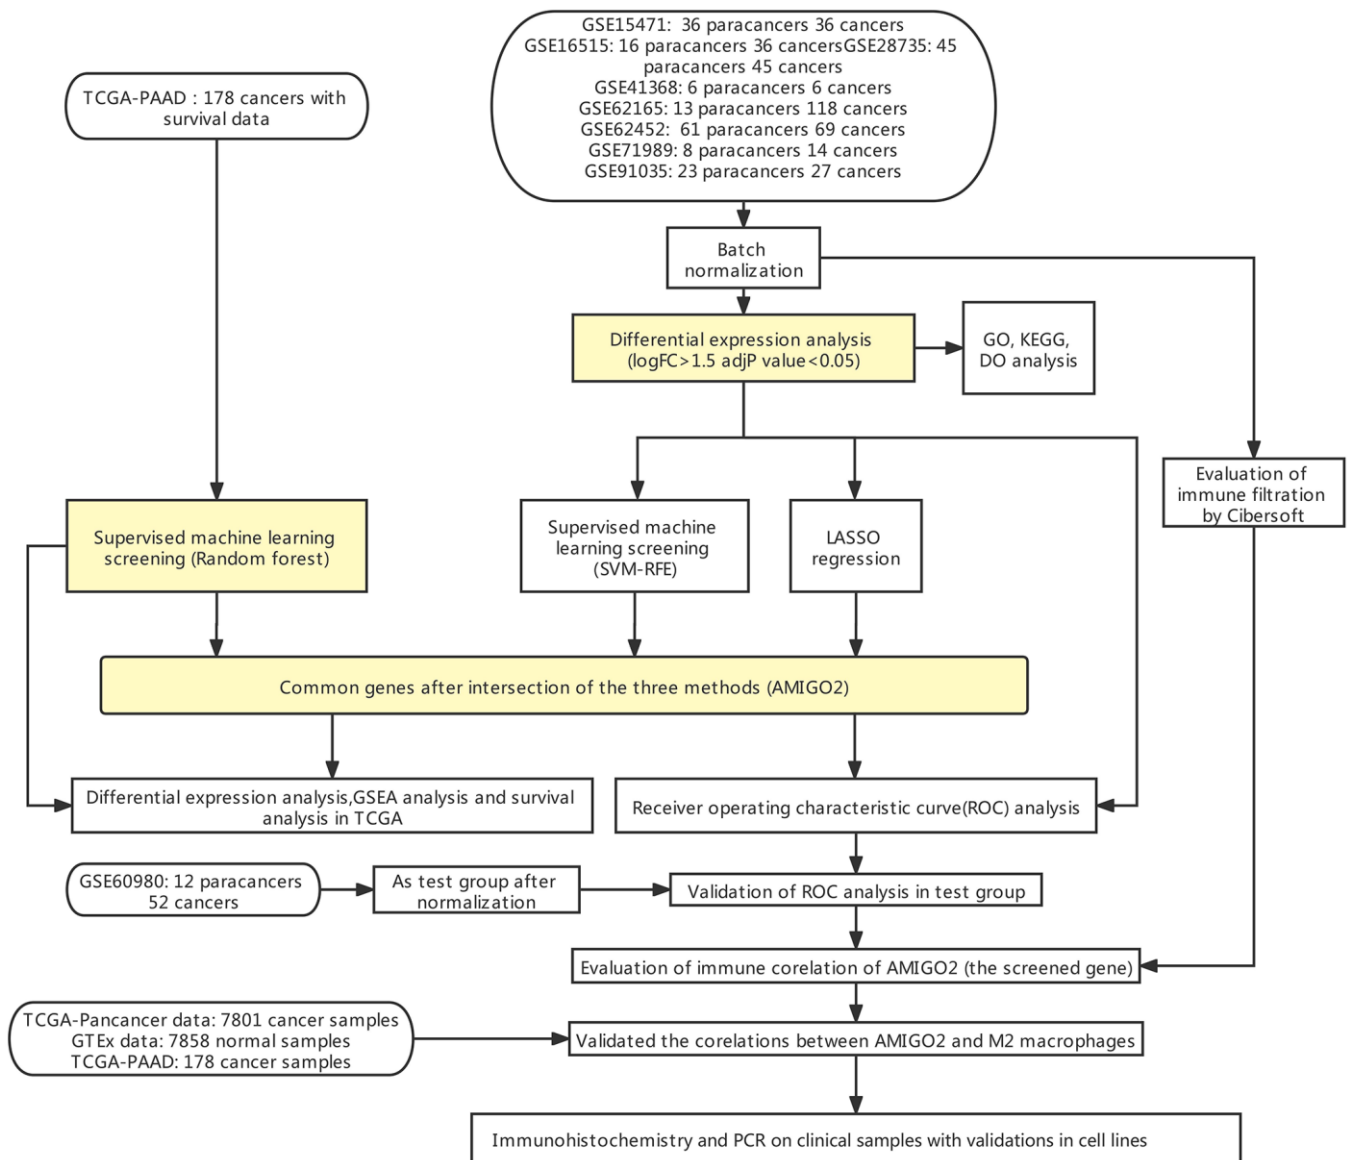 GSE15471: 36 paracancers 36 cancers
GSE16515: 16 paracancers 36 cancersGSE28735: 45
paracancers 45 cancers
GSE41368: 6 paracancers 6 cancers
GSE62165: 13 paracancers 118 cancers
GSE62452: 61 paracancers 69 cancers
GSE71989: 8 paracancers 14 cancers
GSE91035: 23 paracancers 27 cancers
TCGA-PAAD : 178 cancers with
survival data
Batch
normalization
Differential expression analysis
(logFC>1.5 adjP value<0.05)
GO, KEGG,
DO analysis
Evaluation of
immune filtration
by Cibersoft
Supervised machine learning
screening (Random forest)
Supervised machine
learning screening
(SVM-RFE)
LASSO
regression
Common genes after intersection of the three methods (AMIGO2)
Differential expression analysis,GSEA analysis and survival
analysis in TCGA
Receiver operating characteristic curve(ROC) analysis
GSE60980: 12 paracancers
52 cancers
As test group after
normalization
Validation of ROC analysis in test group
Evaluation of immune corelation of AMIGO2 (the screened gene)
TCGA-Pancancer data: 7801 cancer samples
GTEx data: 7858 normal samples
TCGA-PAAD: 178 cancer samples
Validated the corelations between AMIGO2 and M2 macrophages
Immunohistochemistry and PCR on clinical samples with validations in cell lines